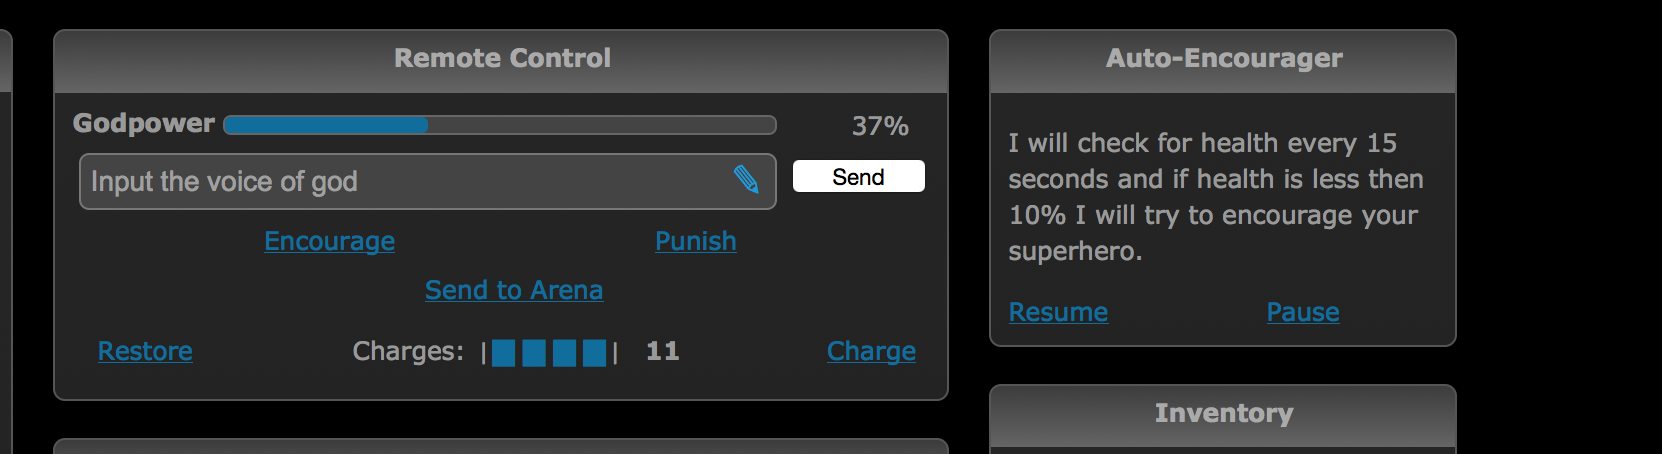 Remote Control
Godpower 37%
Input the voice of god Send
Encourage Punish
Send to Arena
Restore Charges: | | 11 Charge
Auto-Encourager
I will check for health every 15
seconds and if health is less then
10% I will try to encourage your
superhero.
Resume Pause
Inventory